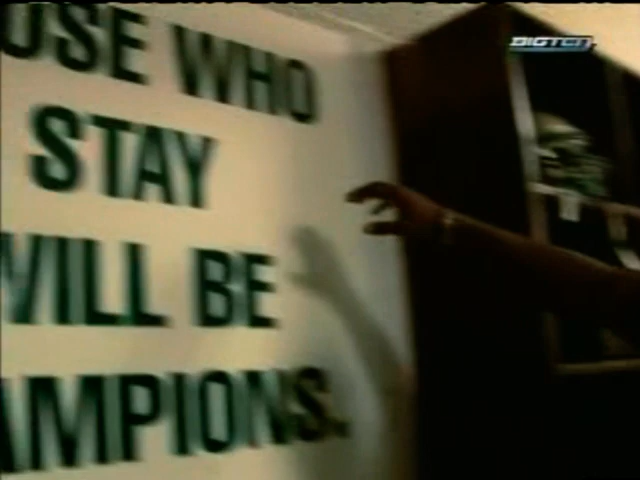 BIGTEN
OSE WHO
STAY
WILL BE
AMPIONS.